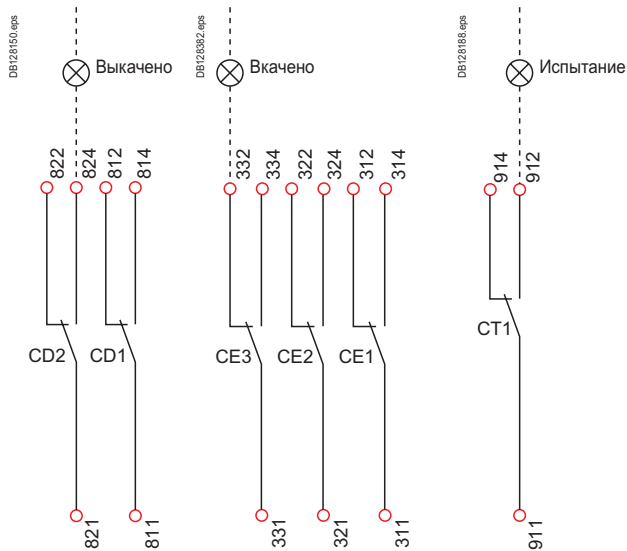 DB128150.eps
Выкачено
822
824
812
814
CD2
CD1
821
811
DB128382.eps
Вкачено
332
334
322
324
312
314
CE3
CE2
CE1
331
321
311
DB128188.eps
Испытание
914
912
CT1
911